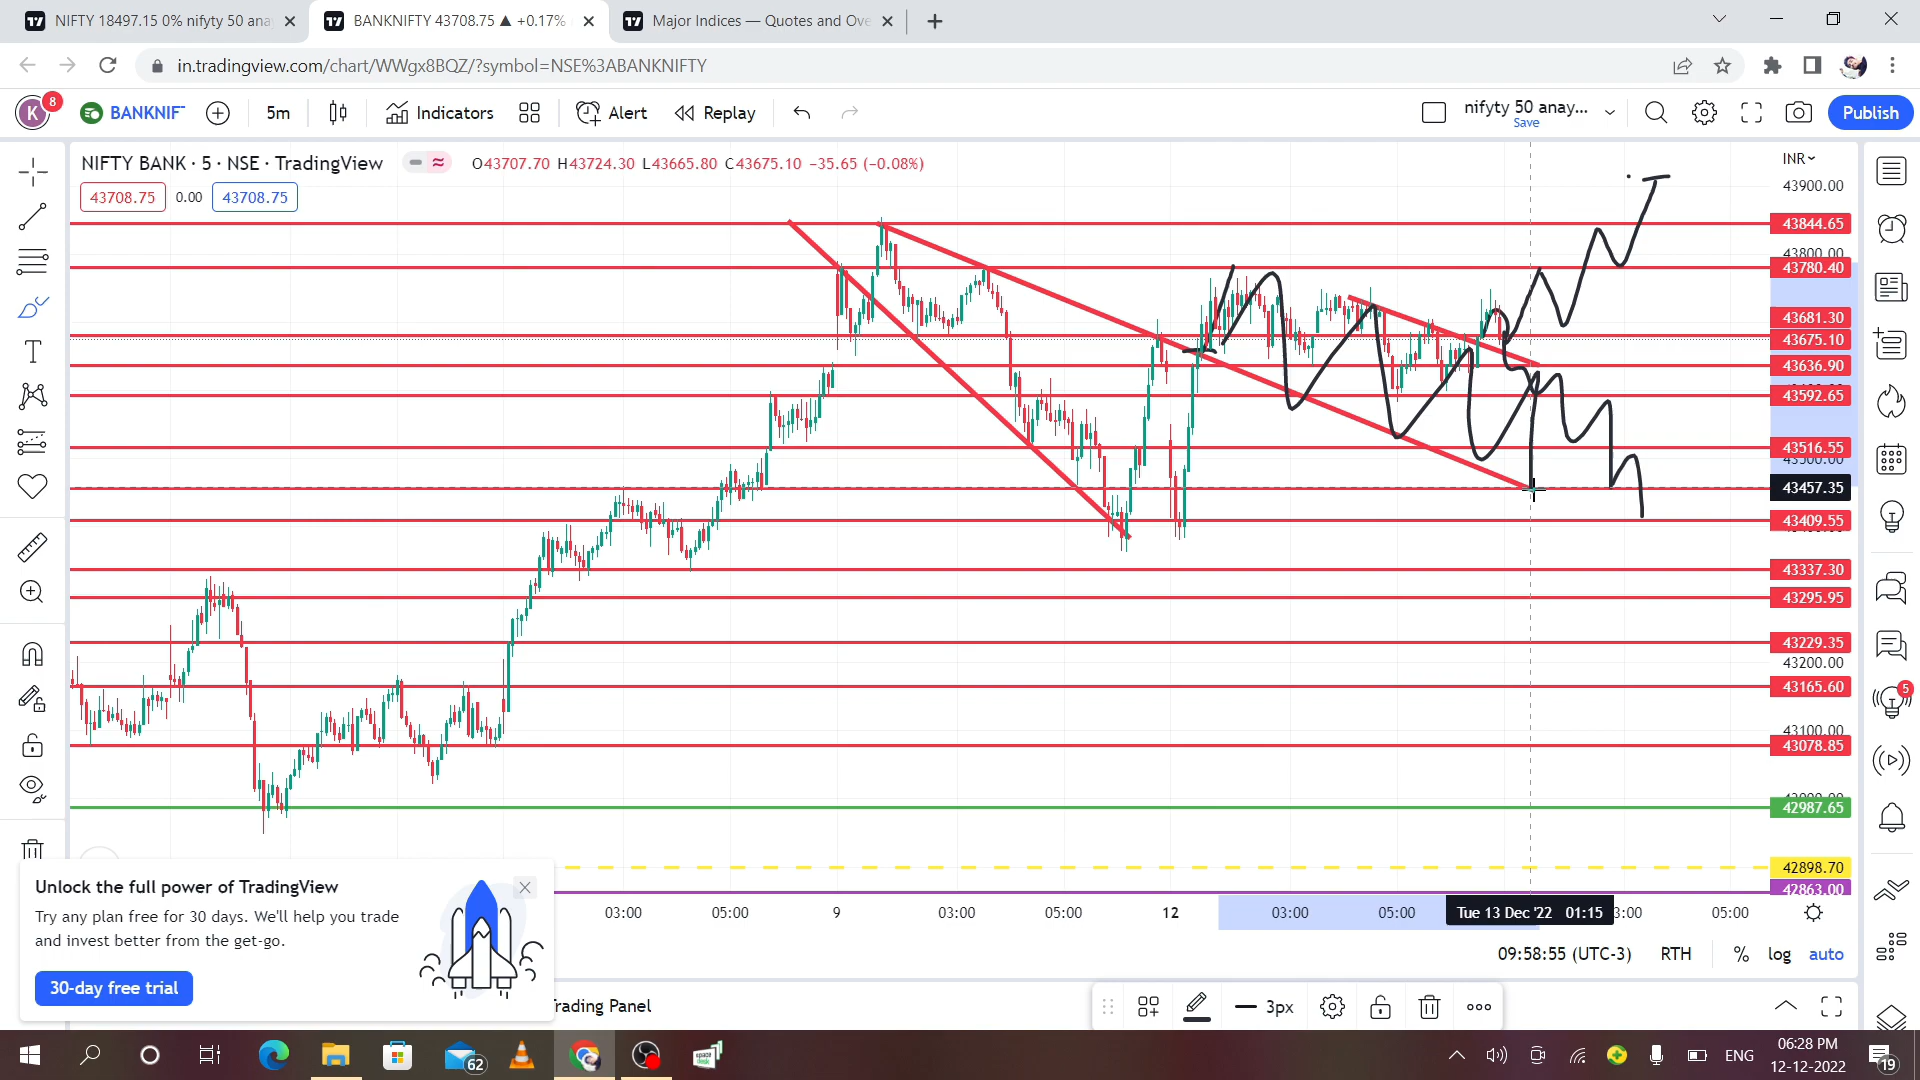 NIFTY 18497.15 0% nifyty 50 ana
BANKNIFTY 43708.75 ▲ +0.17%
Major Indices — Quotes and Ove
in.tradingview.com/chart/WWgx8BQZ/?symbol=NSE%3ABANKNIFTY
K 8
BANKNIF
5m
Indicators
Alert
Replay
nifyty 50 anay...
Save
Publish
NIFTY BANK · 5 · NSE · TradingView
O43707.70 H43724.30 L43665.80 C43675.10 −35.65 (−0.08%)
43708.75 0.00 43708.75
INR
43900.00
43844.65
43800.00
43780.40
43681.30
43675.10
43636.90
43592.65
43516.55
43500.00
43457.35
43409.55
43337.30
43295.95
43229.35
43200.00
43165.60
43100.00
43078.85
42987.65
42898.70
42863.00
5
03:00 05:00 9 03:00 05:00 12 03:00 05:00 Tue 13 Dec '22 01:15 3:00 05:00
Unlock the full power of TradingView
Try any plan free for 30 days. We'll help you trade
and invest better from the get-go.
30-day free trial
09:58:55 (UTC-3) RTH % log auto
rading Panel
3px
62
space
desk
ENG
06:28 PM
12-12-2022
19